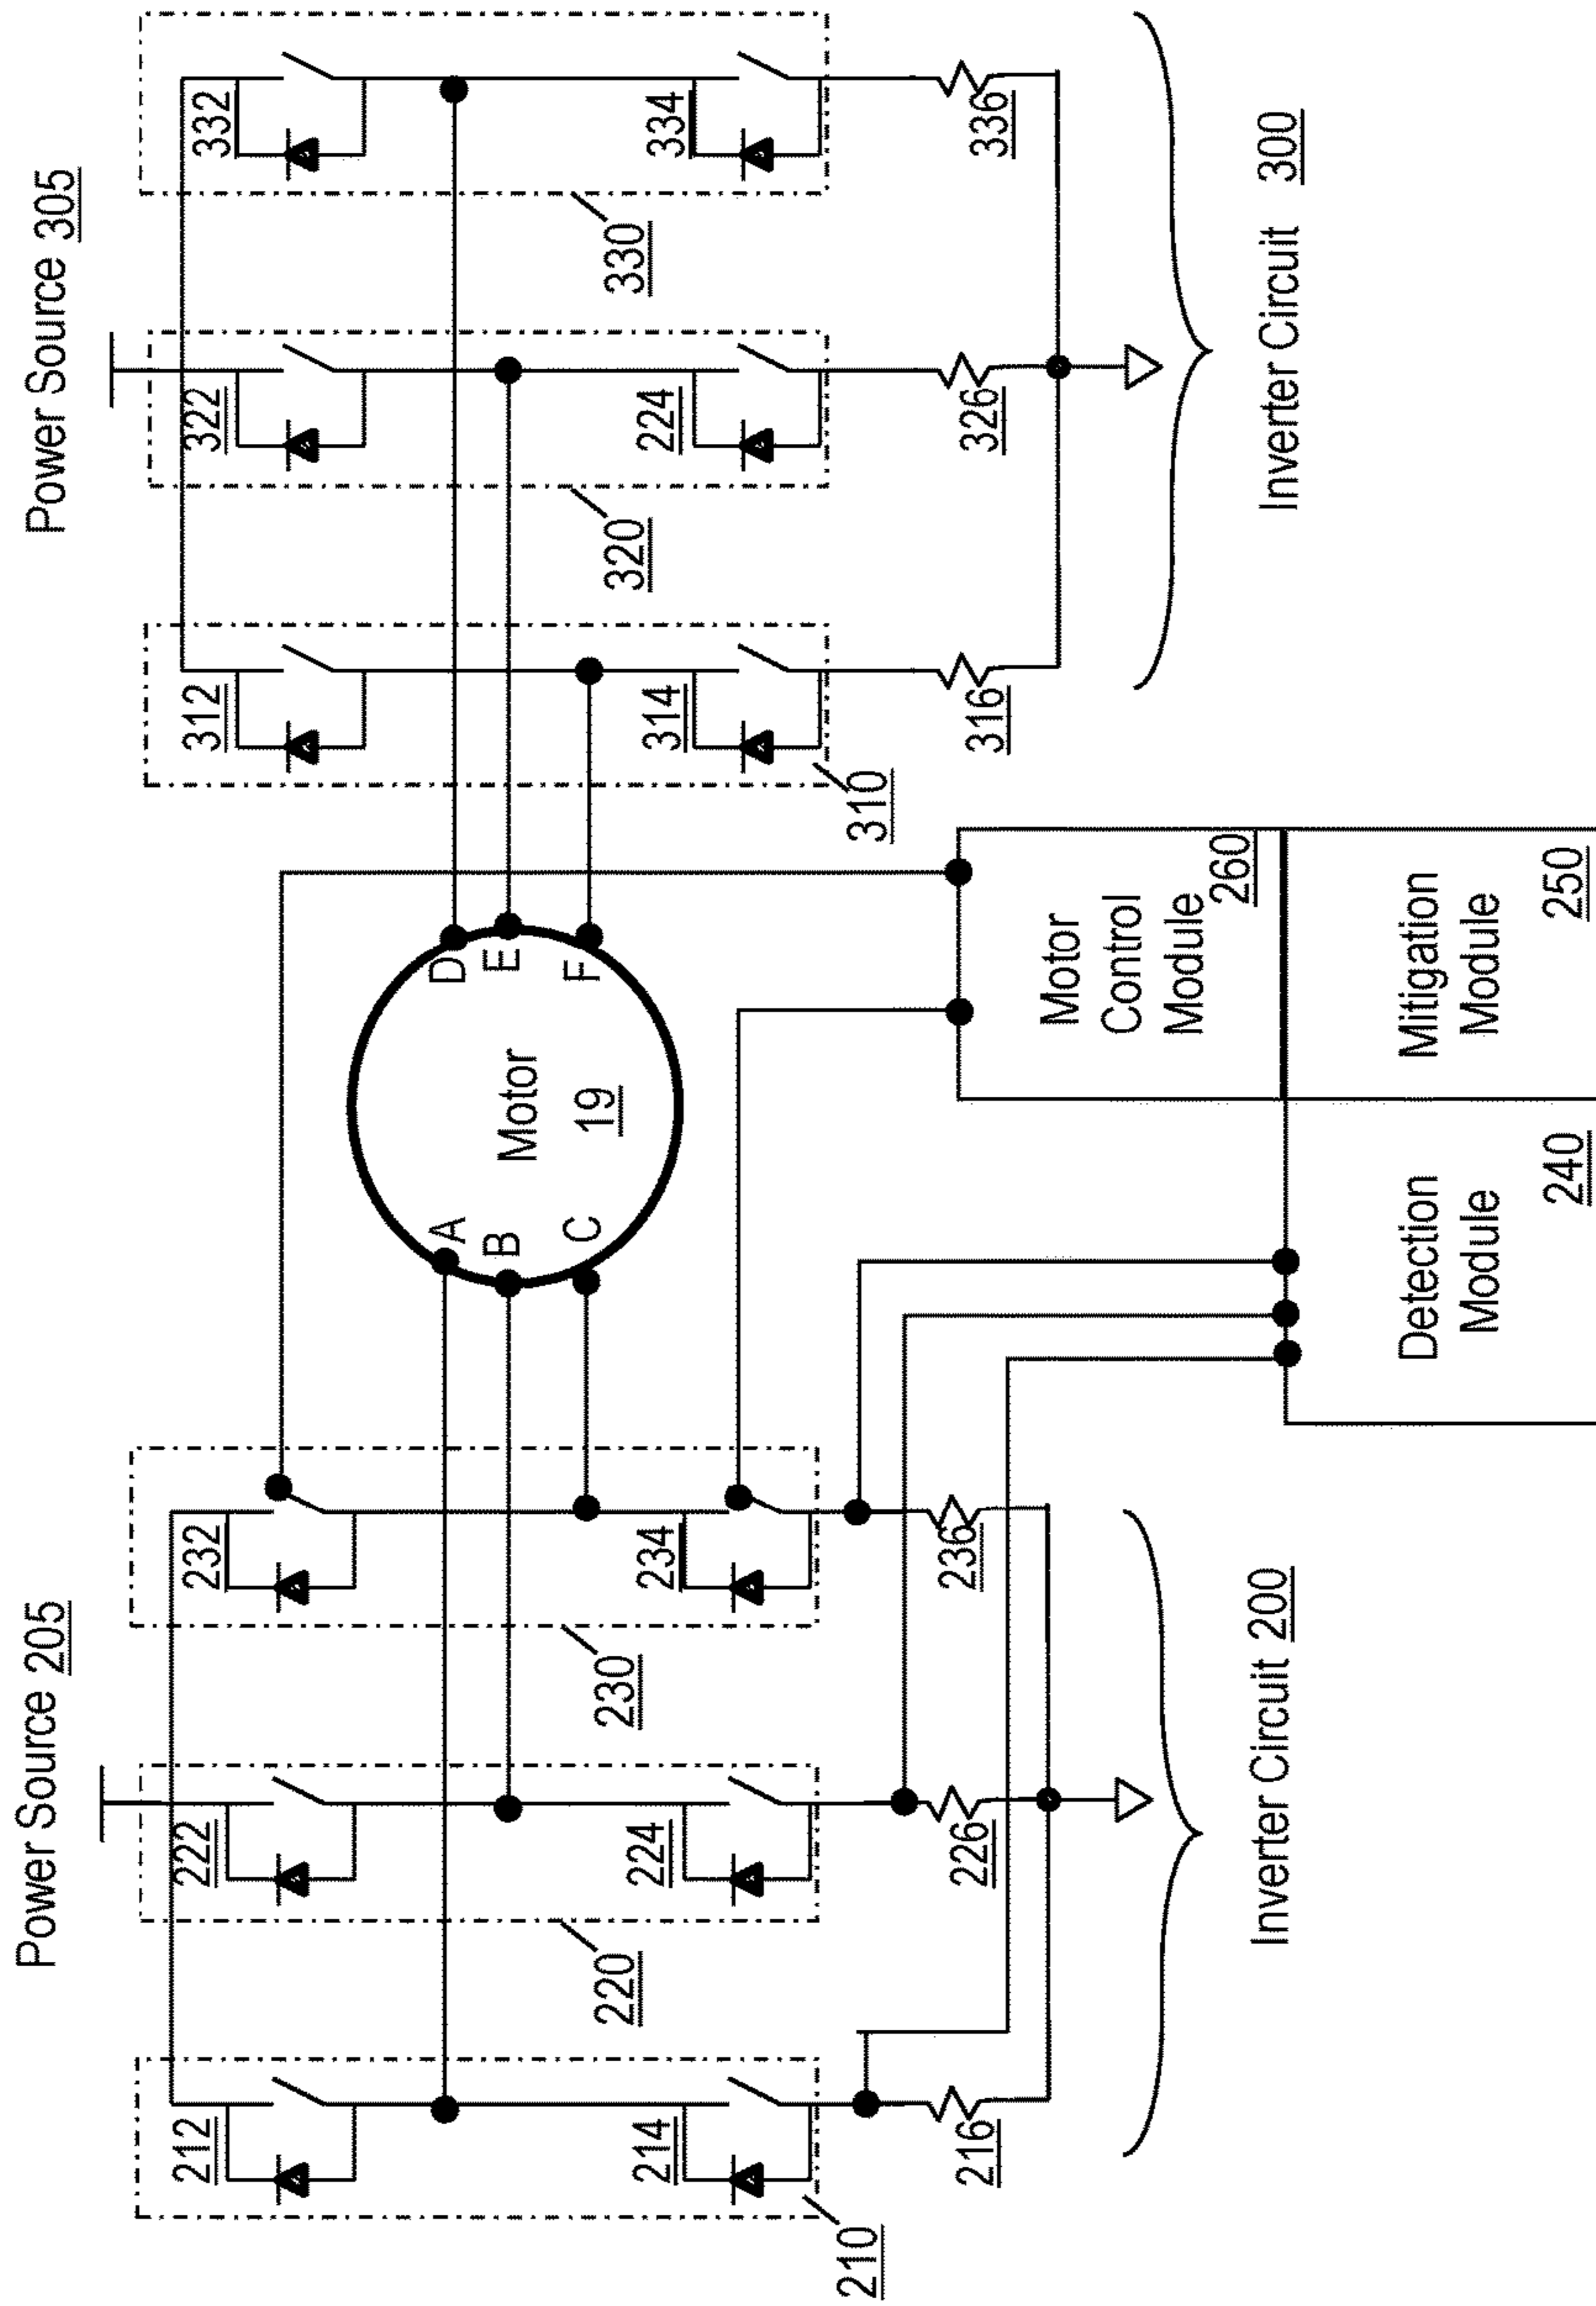 Power Source 205
Power Source 305
212
222
232
312
322
332
A
B
C
Motor
19
D
E
F
214
224
234
314
224
334
210
220
230
310
320
330
216
226
236
316
326
336
Motor
Control
Module
260
Inverter Circuit 200
Inverter Circuit 300
Detection
Module
240
Mitigation
Module
250